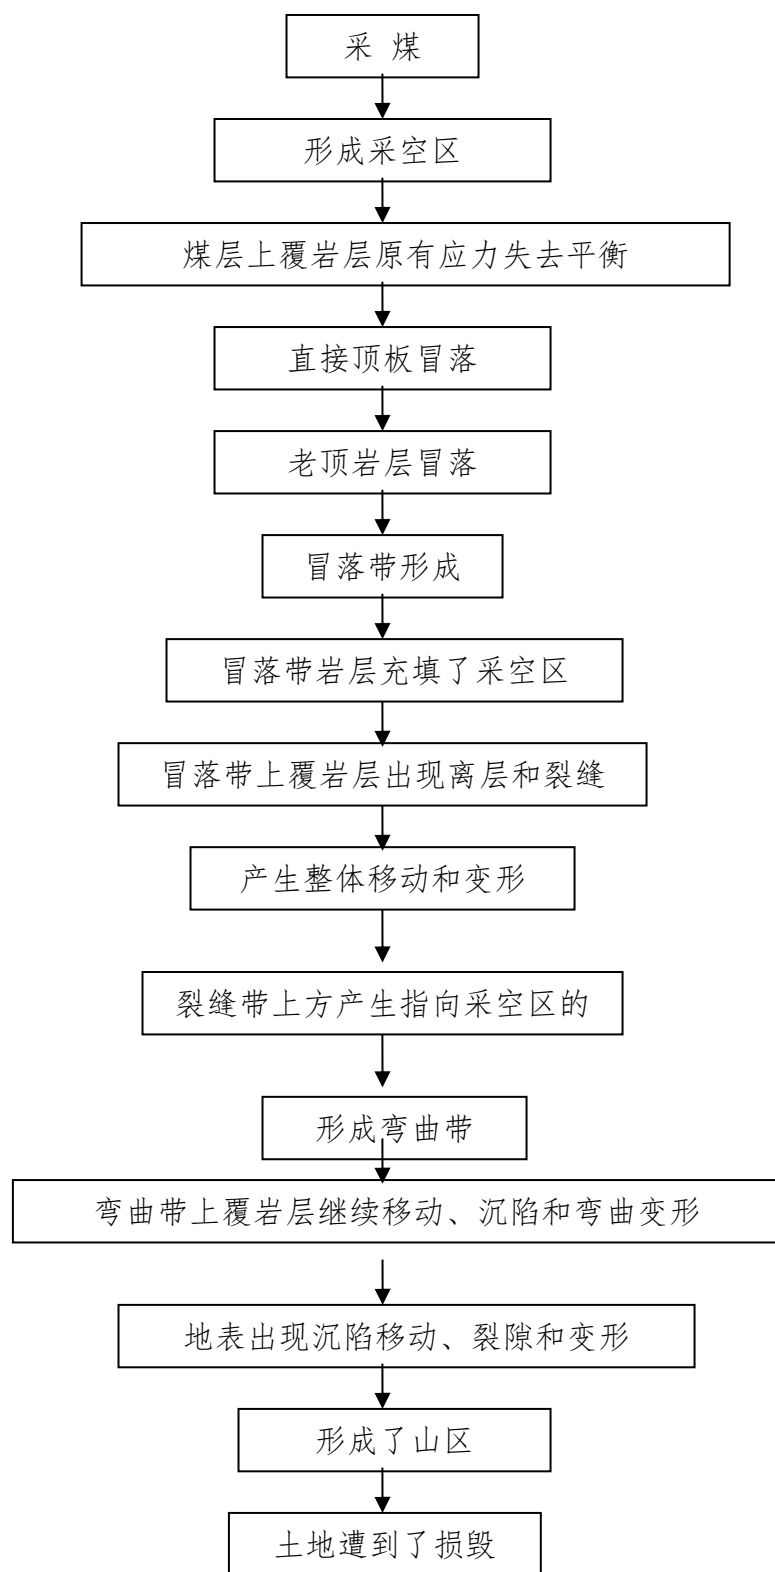 采 煤
形成采空区
煤层上覆岩层原有应力失去平衡
直接顶板冒落
老顶岩层冒落
冒落带形成
冒落带岩层充填了采空区
冒落带上覆岩层出现离层和裂缝
产生整体移动和变形
裂缝带上方产生指向采空区的
形成弯曲带
弯曲带上覆岩层继续移动、沉陷和弯曲变形
地表出现沉陷移动、裂隙和变形
形成了山区
土地遭到了损毁